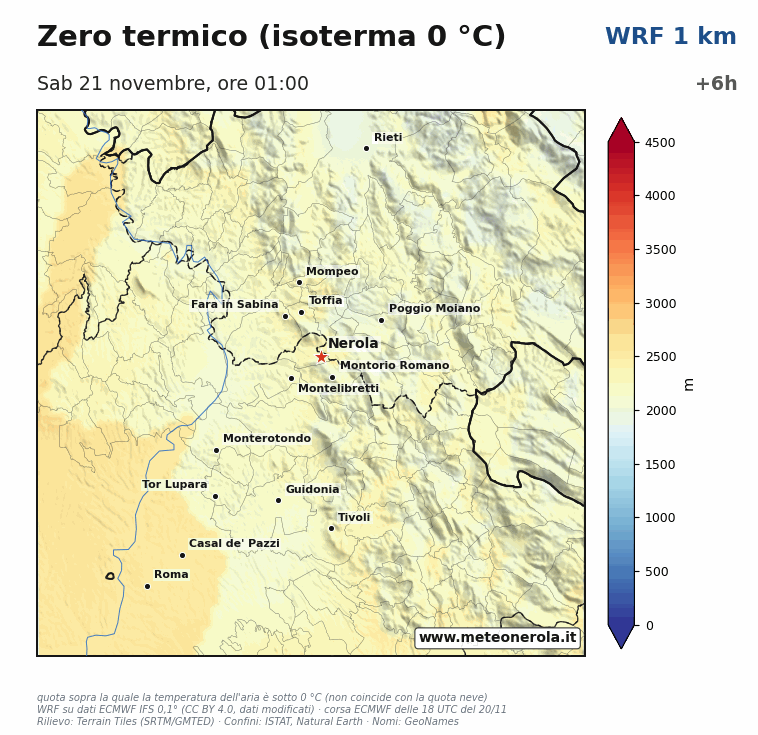 Zero termico (isoterma 0 °C)
WRF 1 km
Sab 21 novembre, ore 01:00
+6h
Rieti
Mompeo
Toffia
Fara in Sabina
Poggio Moiano
Nerola
Montorio Romano
Montelibretti
Monterotondo
Tor Lupara
Guidonia
Tivoli
Casal de' Pazzi
Roma
www.meteonerola.it
4500
4000
3500
3000
2500
2000
1500
1000
500
0
m
quota sopra la quale la temperatura dell'aria è sotto 0 °C (non coincide con la quota neve)
WRF su dati ECMWF IFS 0,1° (CC BY 4.0, dati modificati) · corsa ECMWF delle 18 UTC del 20/11
Rilievo: Terrain Tiles (SRTM/GMTED) · Confini: ISTAT, Natural Earth · Nomi: GeoNames